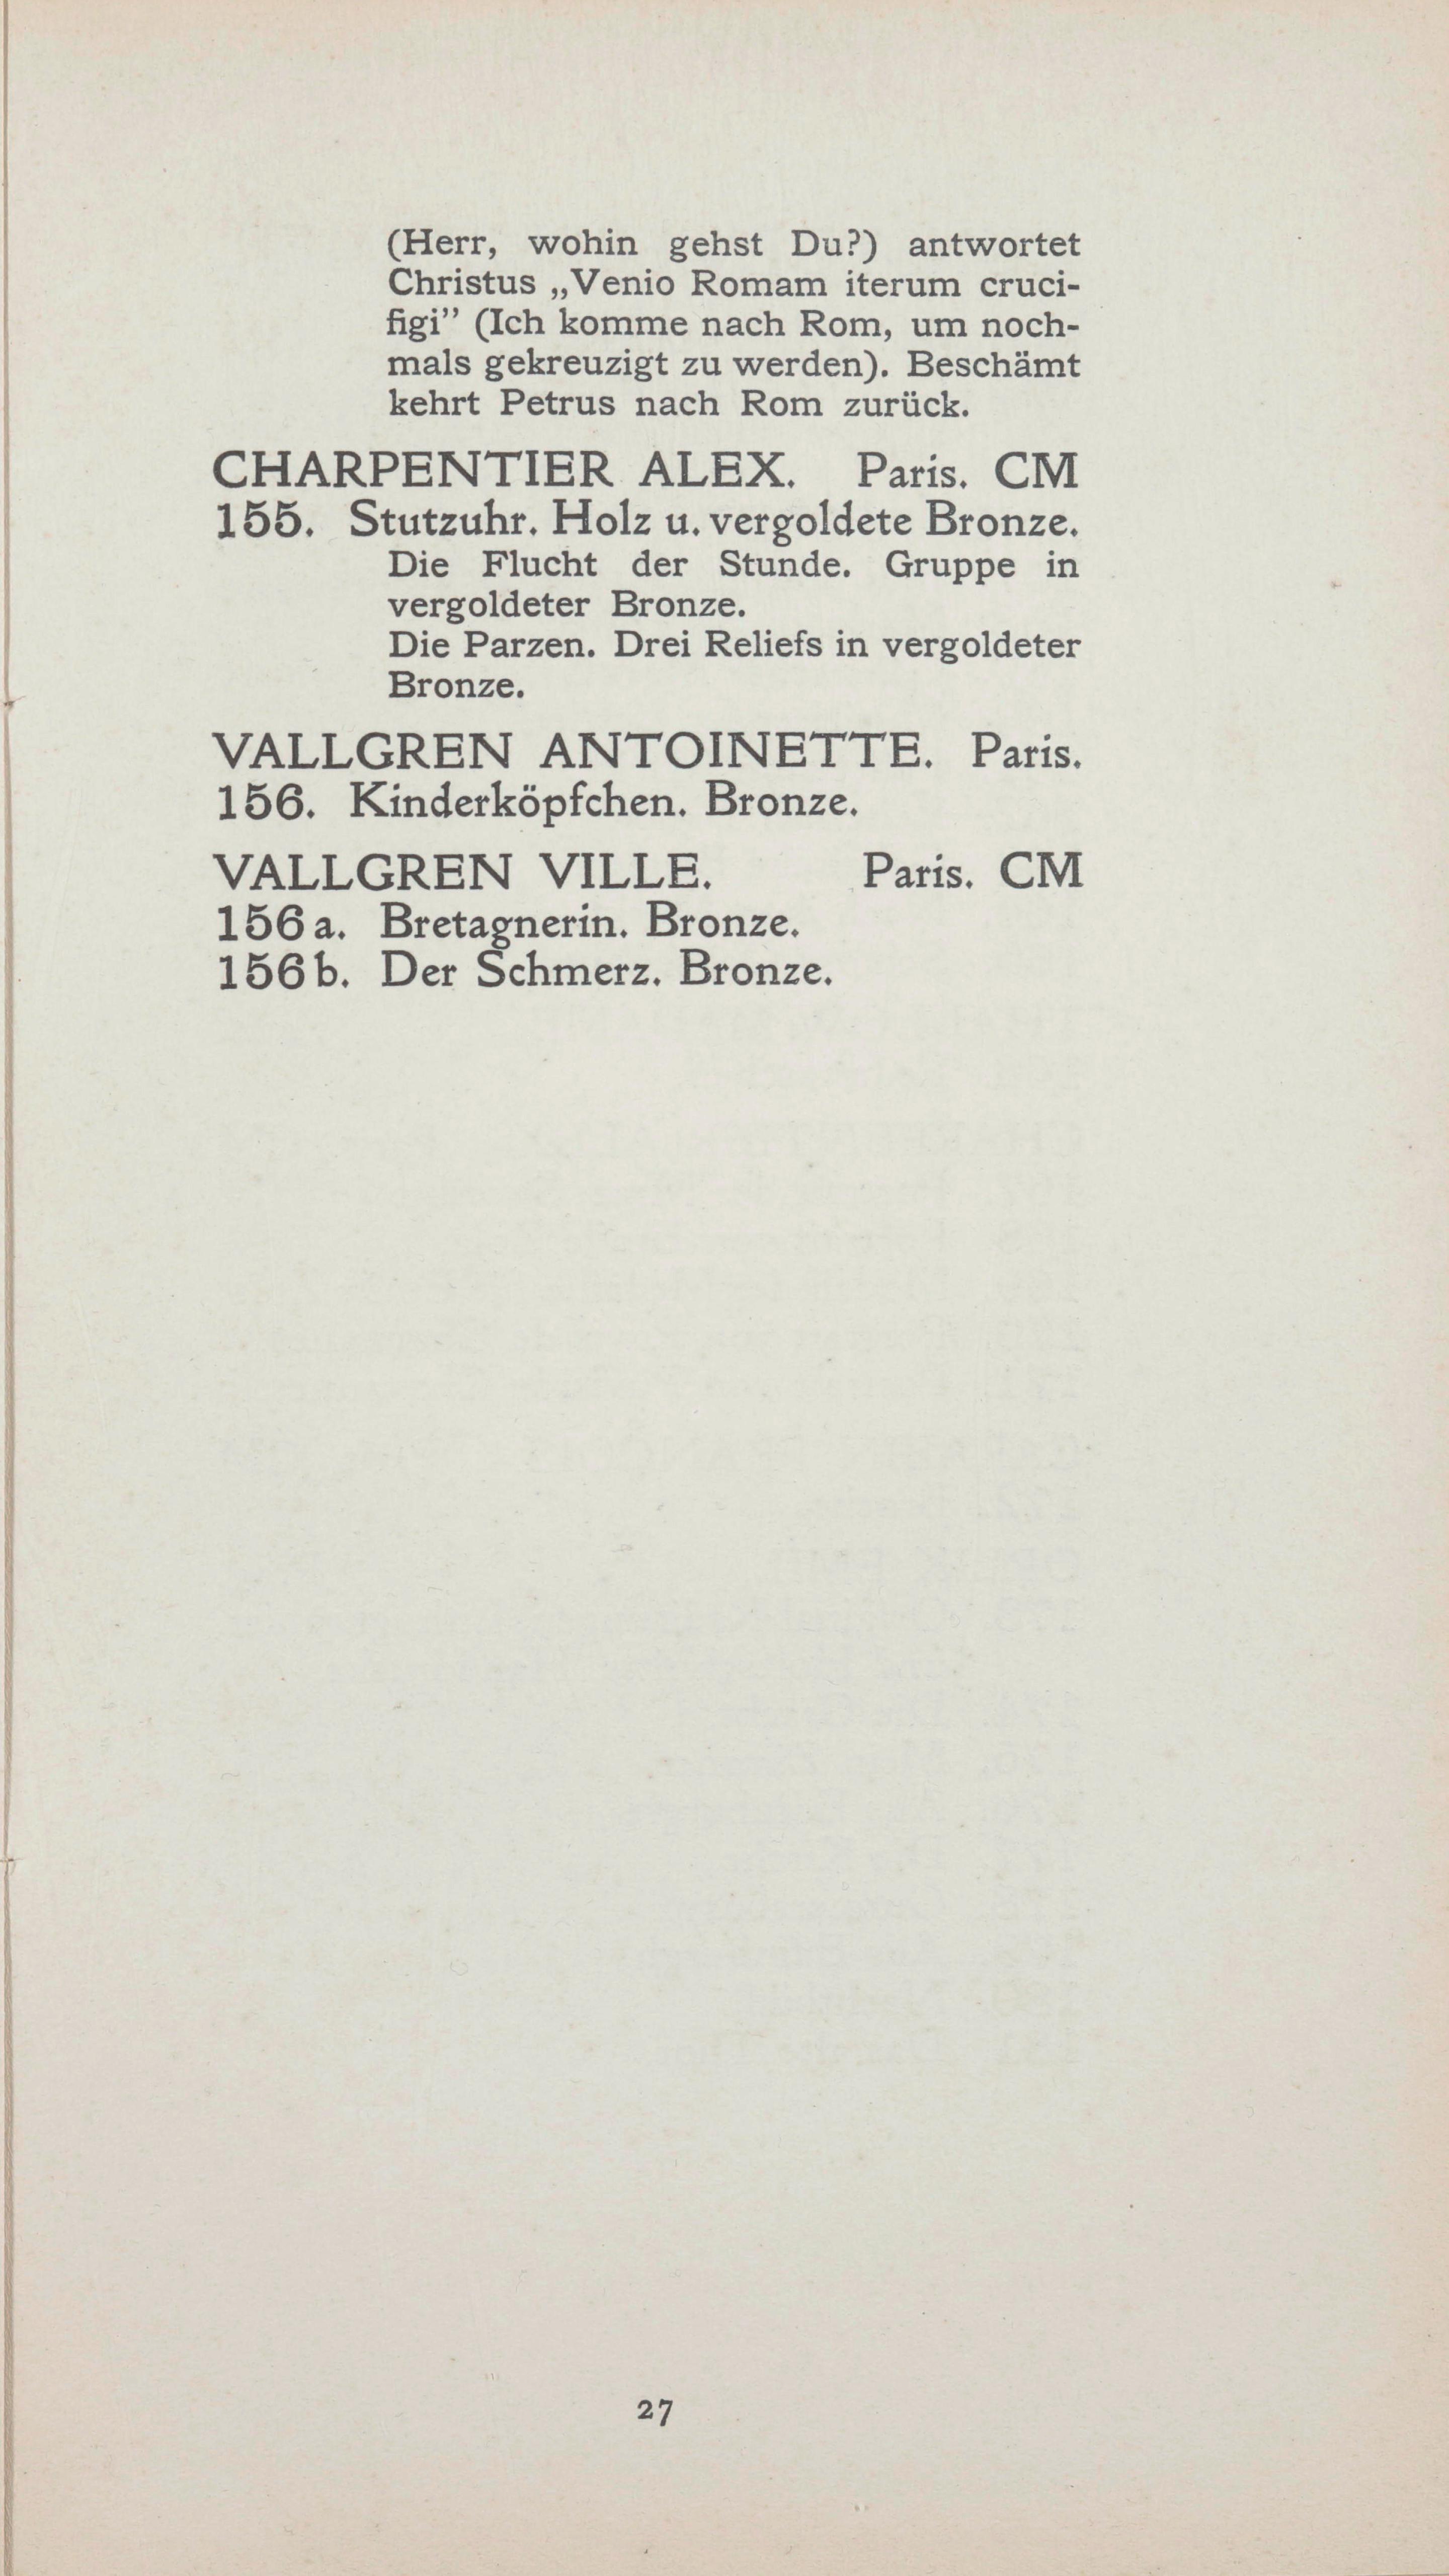 (Herr, wohin gehst Du?) antwortet
Christus „Venio Romam iterum cruci-
figi” (Ich komme nach Rom, um noch-
mals gekreuzigt zu werden). Beschämt
kehrt Petrus nach Rom zurück.
CHARPENTIER ALEX. Paris. CM
155. Stutzuhr. Holz u. vergoldete Bronze.
Die Flucht der Stunde. Gruppe in
vergoldeter Bronze.
Die Parzen. Drei Reliefs in vergoldeter
Bronze.
VALLGREN ANTOINETTE. Paris.
156. Kinderköpfchen. Bronze.
VALLGREN VILLE. Paris. CM
156 a. Bretagnerin. Bronze.
156 b. Der Schmerz. Bronze.
27